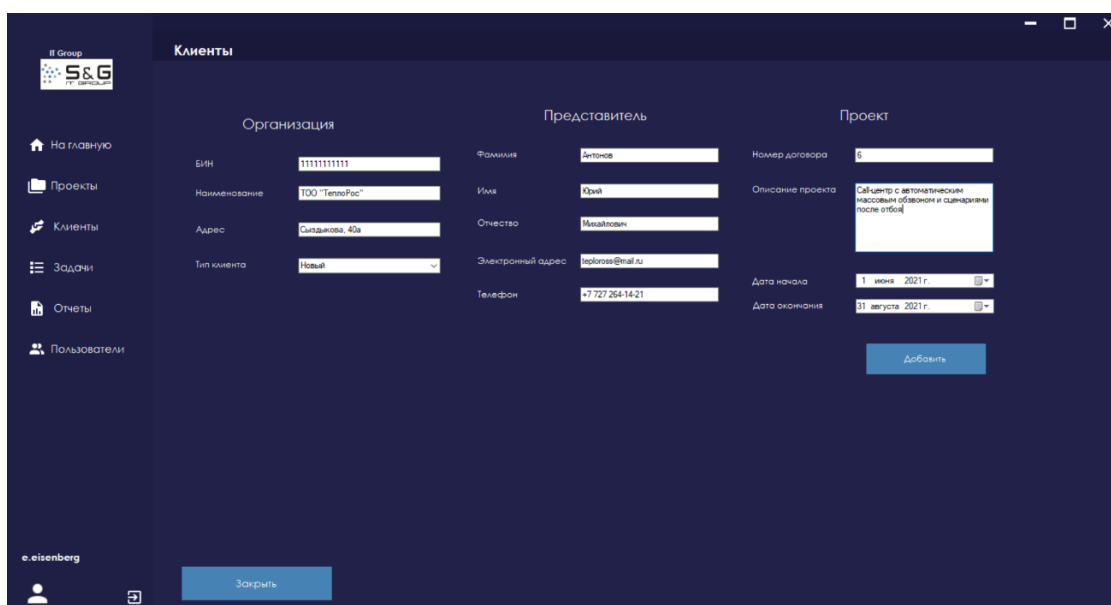 IT Group
S&G
IT GROUP
На главную
Проекты
Клиенты
Задачи
Отчеты
Пользователи
e.eisenberg
Клиенты
Организация
БИН 11111111111
Наименование ТОО "ТеплоРос"
Адрес Сыздыкова, 40а
Тип клиента Новый
Представитель
Фамилия Антонов
Имя Юрий
Отчество Михайлович
Электронный адрес teploross@mail.ru
Телефон +7 727 264-14-21
Проект
Номер договора 6
Описание проекта Call-центр с автоматическим
массовым обзвоном и сценариями
после отбоя
Дата начала 1 июня 2021 г.
Дата окончания 31 августа 2021 г.
Добавить
Закрыть